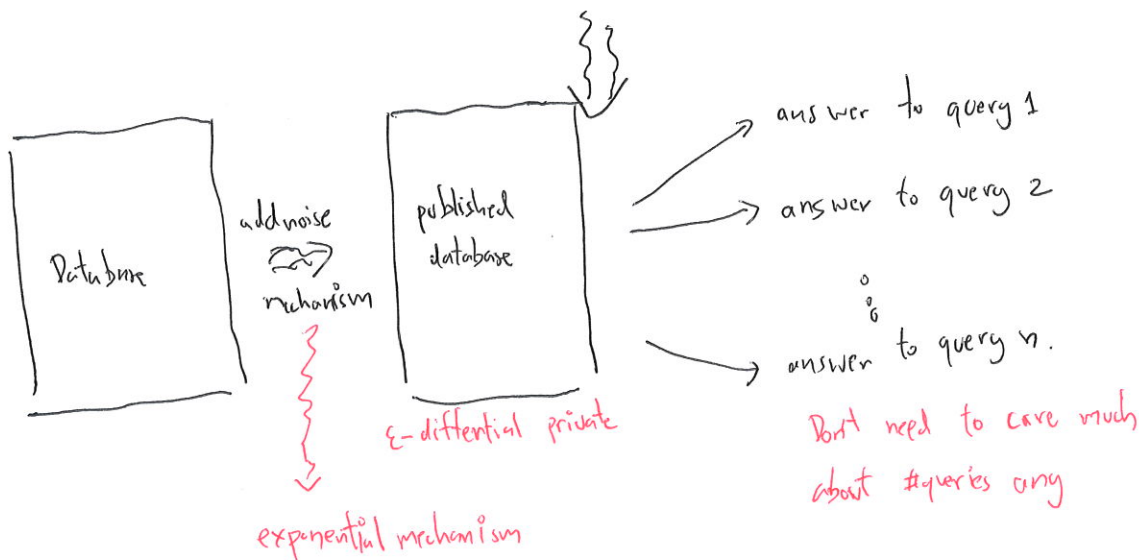 Database
add noise
mechanism
published
database
answer to query 1
answer to query 2
answer to query n.
ε-diffential private
Don't need to care much
about #queries any
exponential mechanism